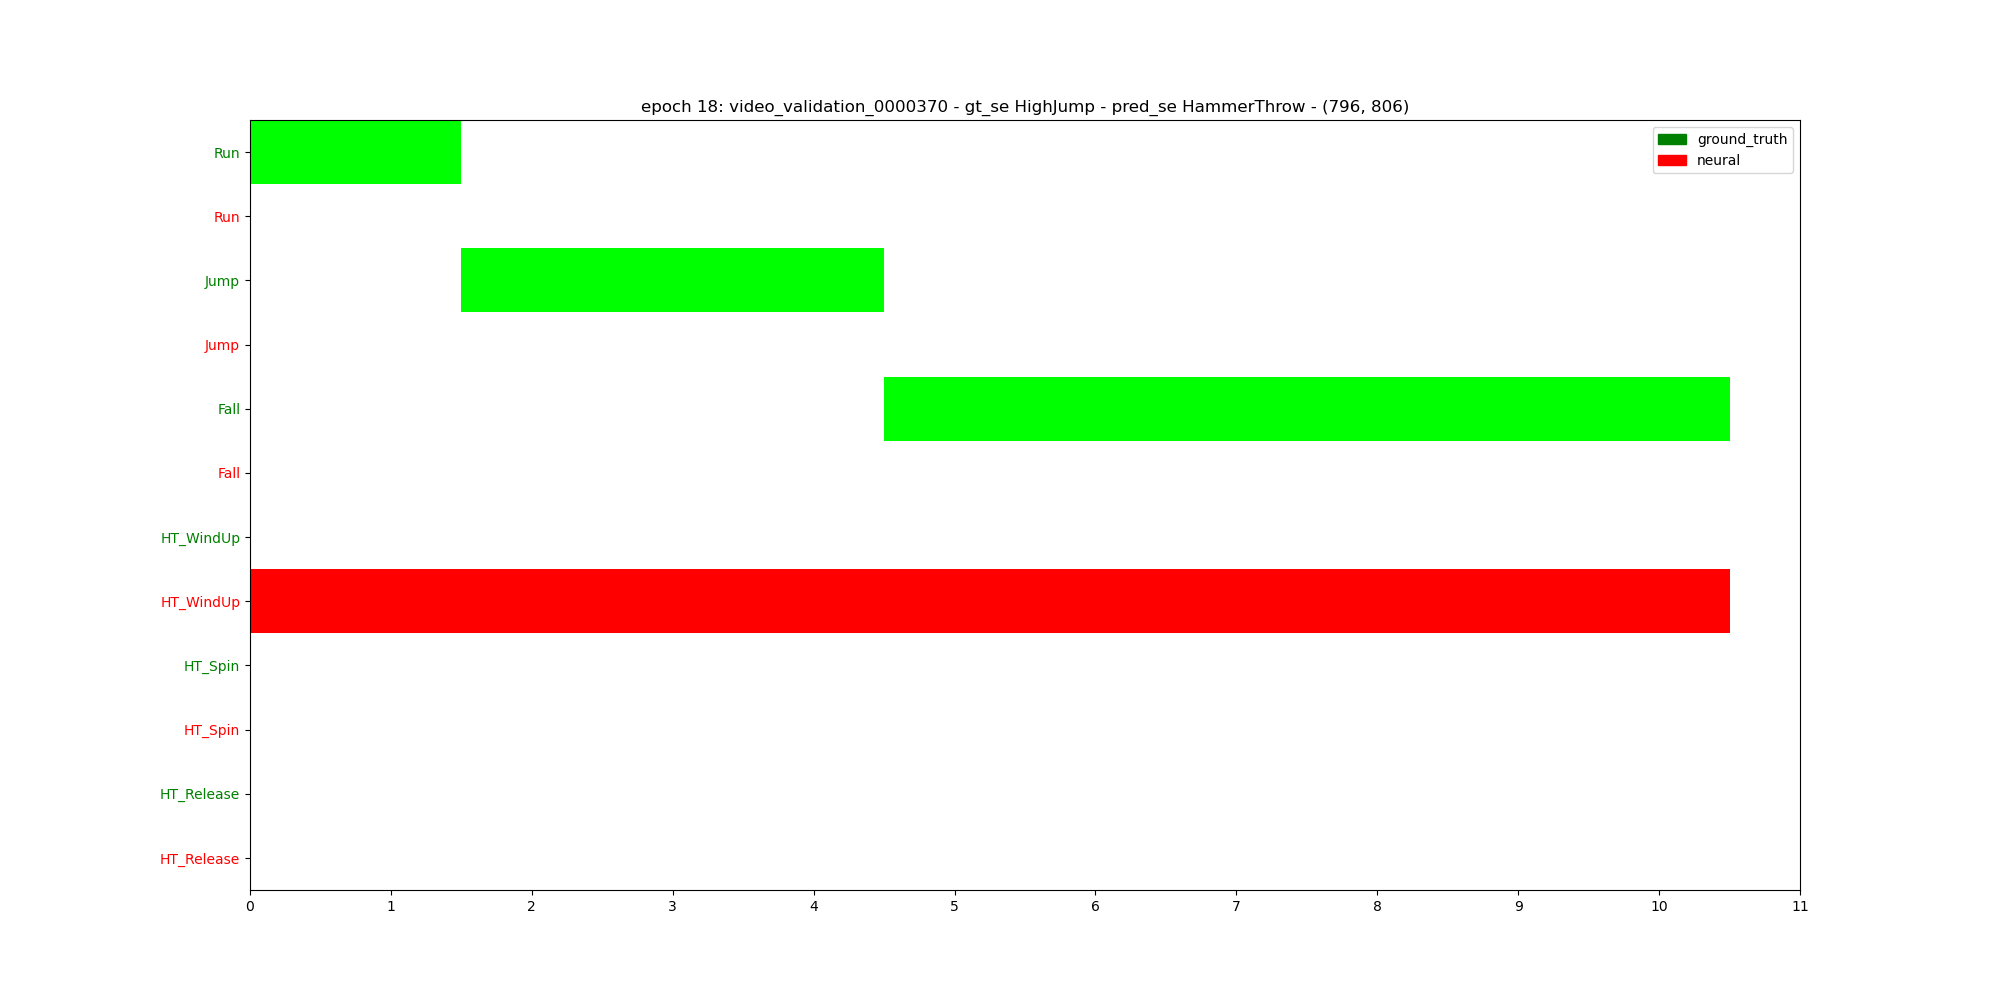 epoch 18: video_validation_0000370 - gt_se HighJump - pred_se HammerThrow - (796, 806)
ground_truth
neural
Run
Run
Jump
Jump
Fall
Fall
HT_WindUp
HT_WindUp
HT_Spin
HT_Spin
HT_Release
HT_Release
0 1 2 3 4 5 6 7 8 9 10 11